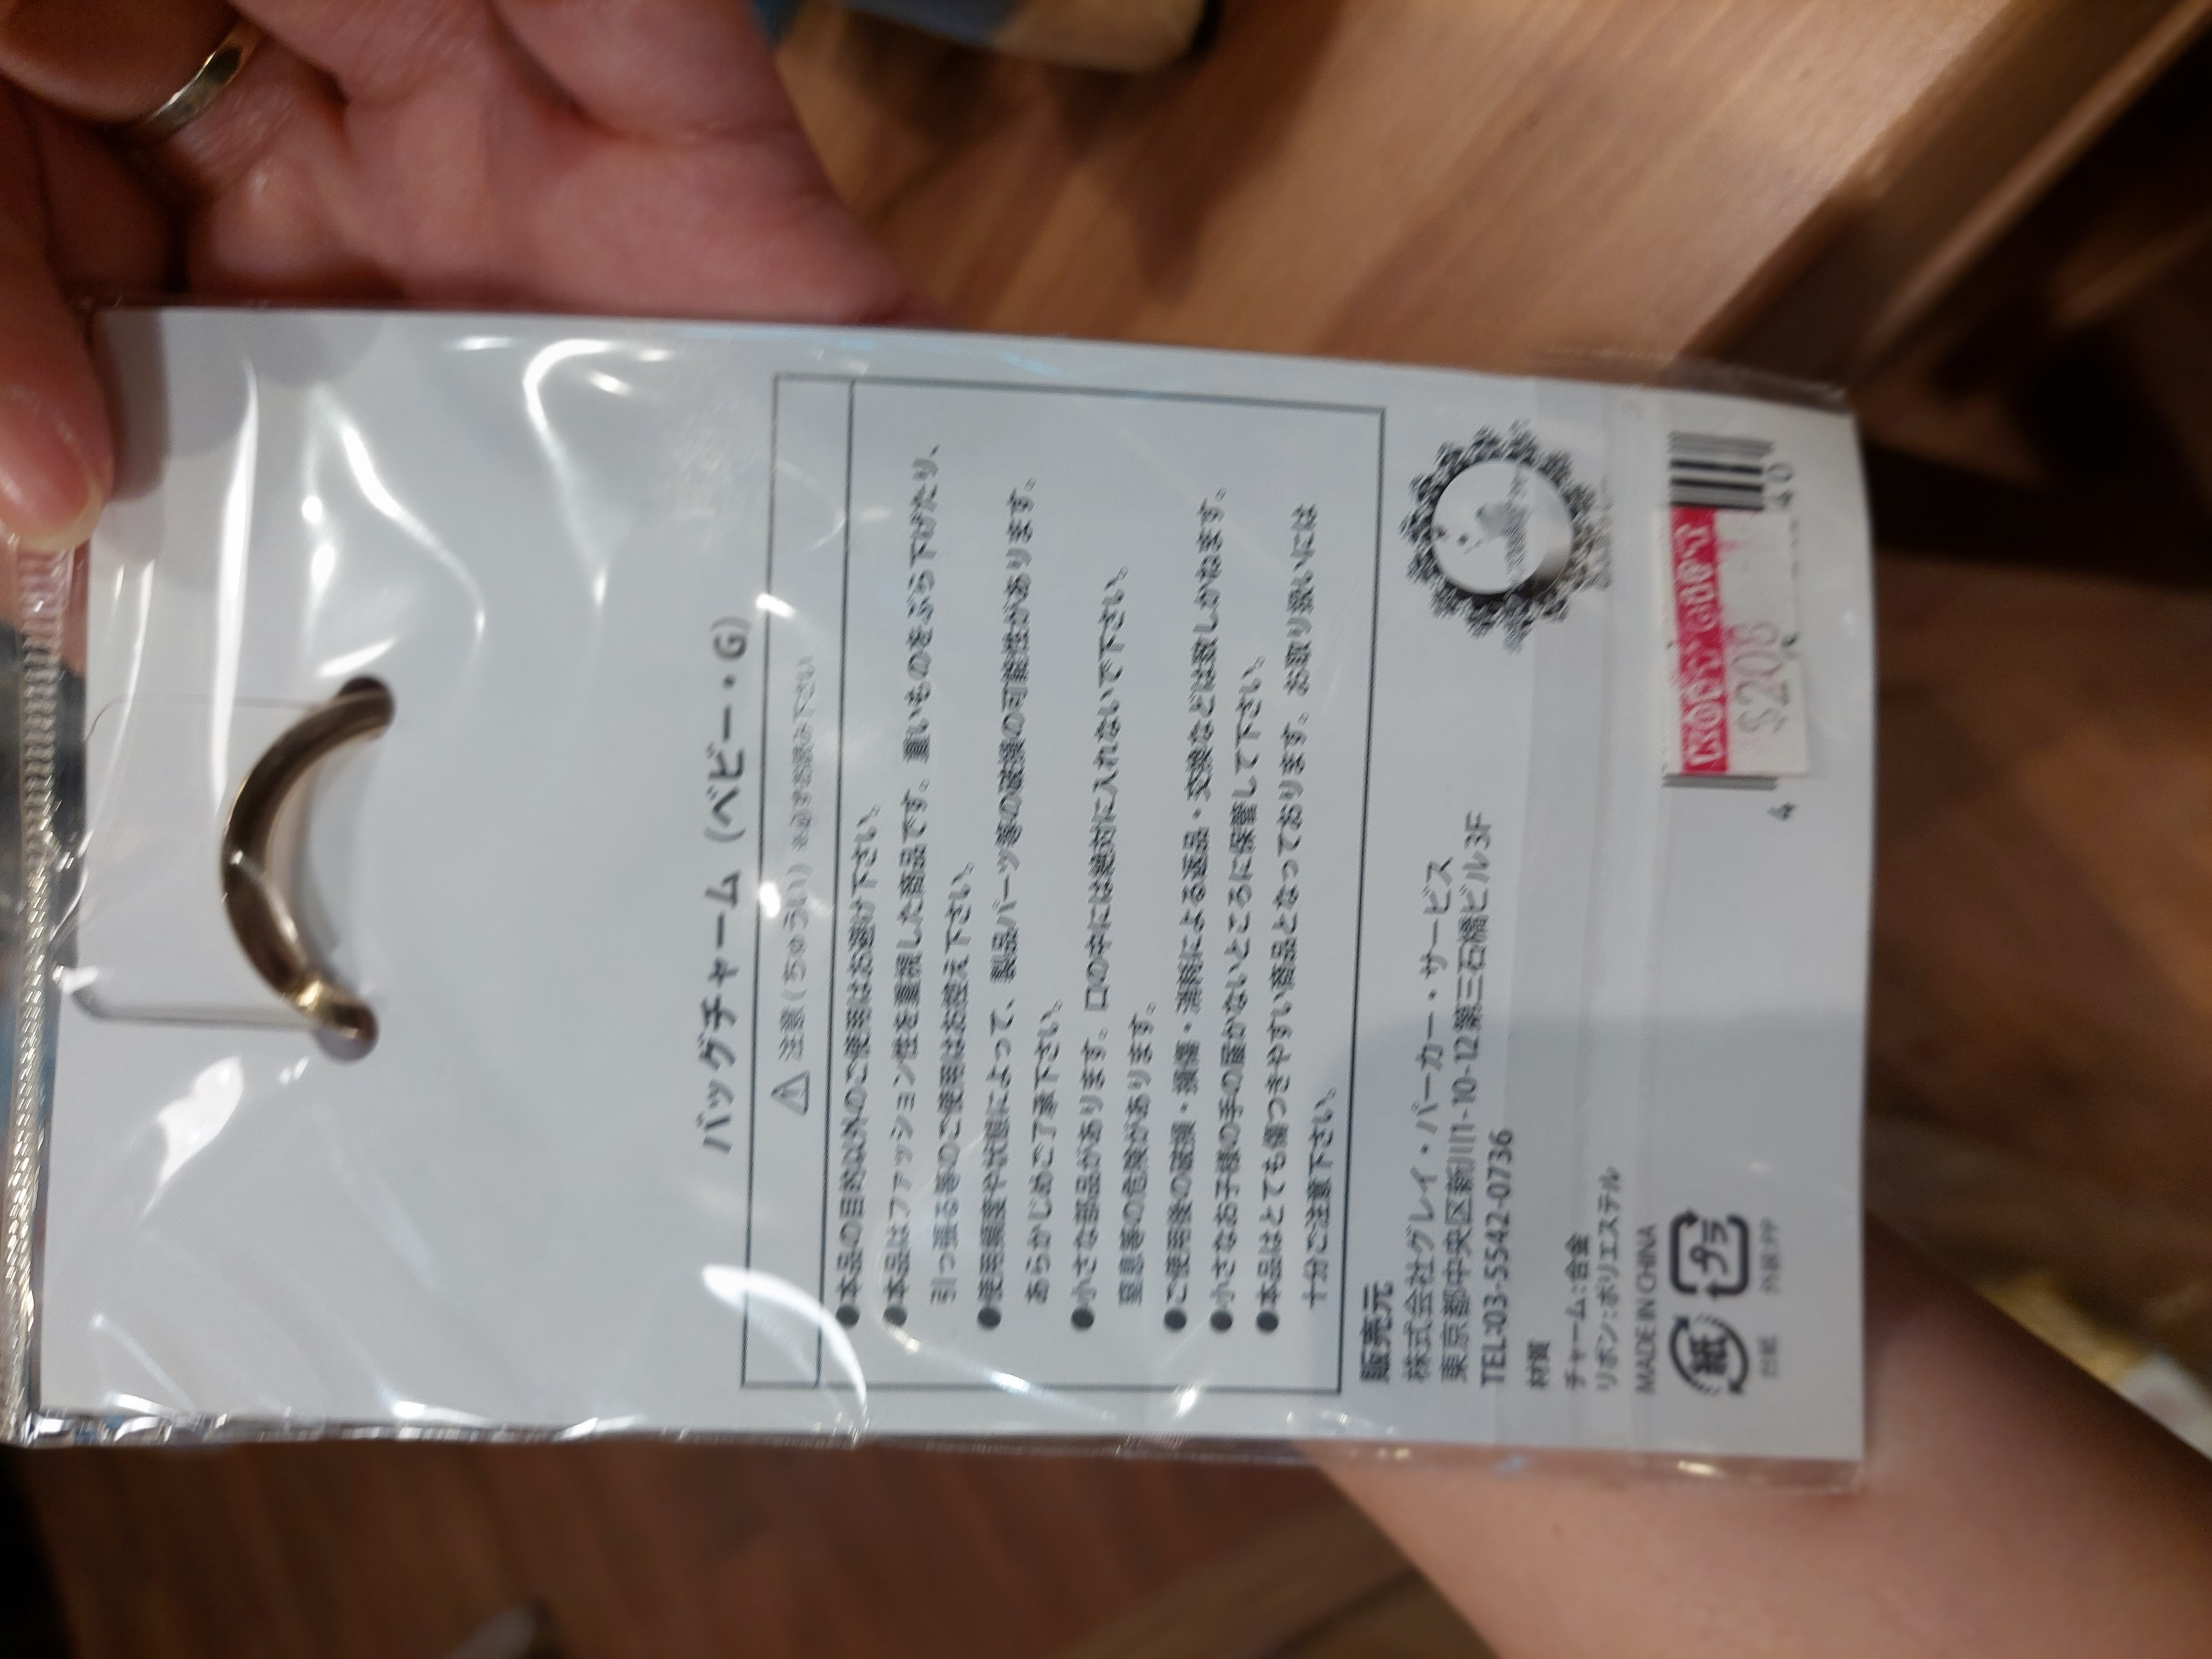 バッグチャーム（ベビー・G）
注意(ちゅうい) ※必ずお読み下さい
●本品の目的以外のご使用はお避け下さい。
●本品はファッション性を重視した商品です。重いものをぶら下げたり、
引っ張る等のご使用はお控え下さい。
●使用頻度や状態によって、製品パーツ等の破損の可能性があります。
あらかじめご了承下さい。
●小さな部品があります。口の中には絶対に入れないで下さい。
窒息等の危険があります。
●ご使用後の破損・損傷・消耗による返品・交換などは致しかねます。
●小さなお子様の手の届かないところに保管して下さい。
●本品はとても傷つきやすい商品となっております。お取り扱いには
十分ご注意下さい。
販売元
株式会社グレイ・パーカー・サービス
東京都中央区新川1-10-12第三石橋ビル3F
TEL:03-5542-0736
材質
チャーム:合金
リボン:ポリエステル
MADE IN CHINA
紙 プラ
台紙 外装 PP
$208
4
40